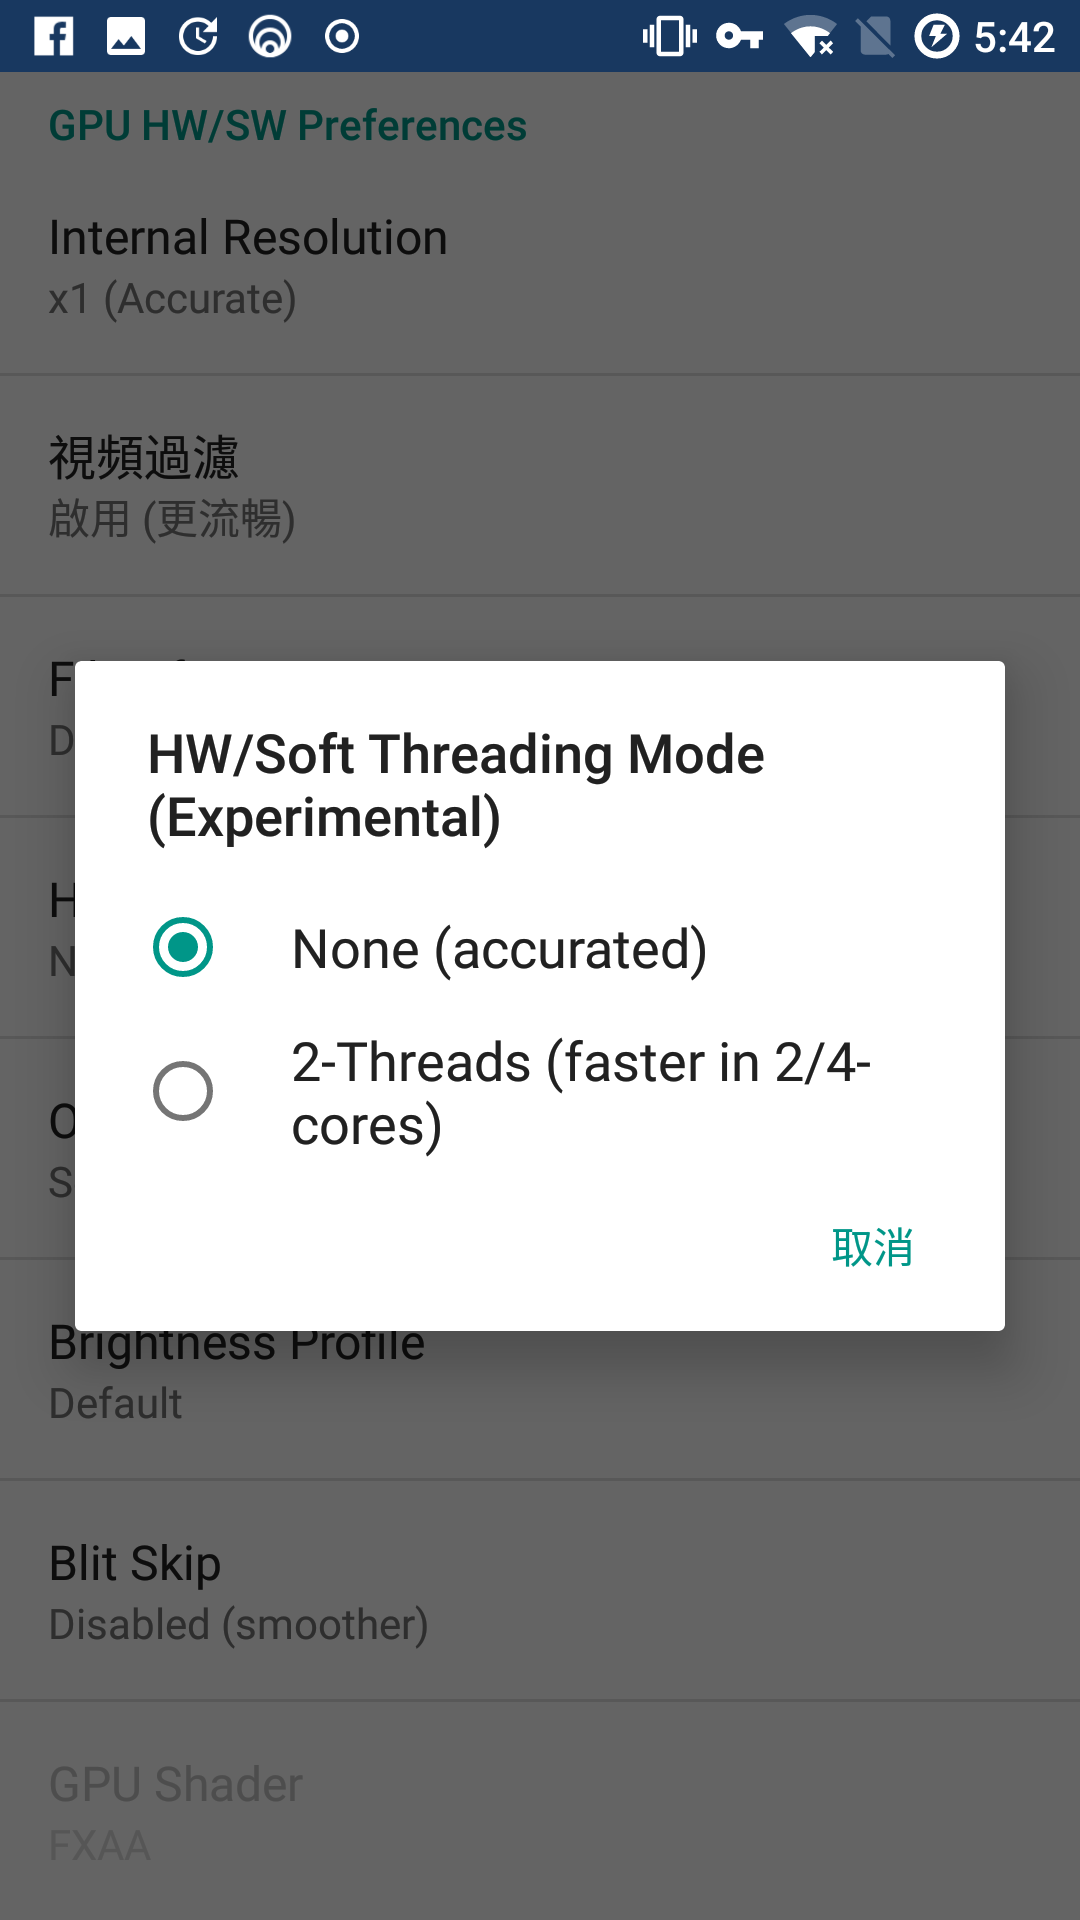 5:42
GPU HW/SW Preferences
Internal Resolution
x1 (Accurate)
視頻過濾
啟用 (更流暢)
HW/Soft Threading Mode
(Experimental)
None (accurated)
2-Threads (faster in 2/4-
cores)
取消
Brightness Profile
Default
Blit Skip
Disabled (smoother)
GPU Shader
FXAA